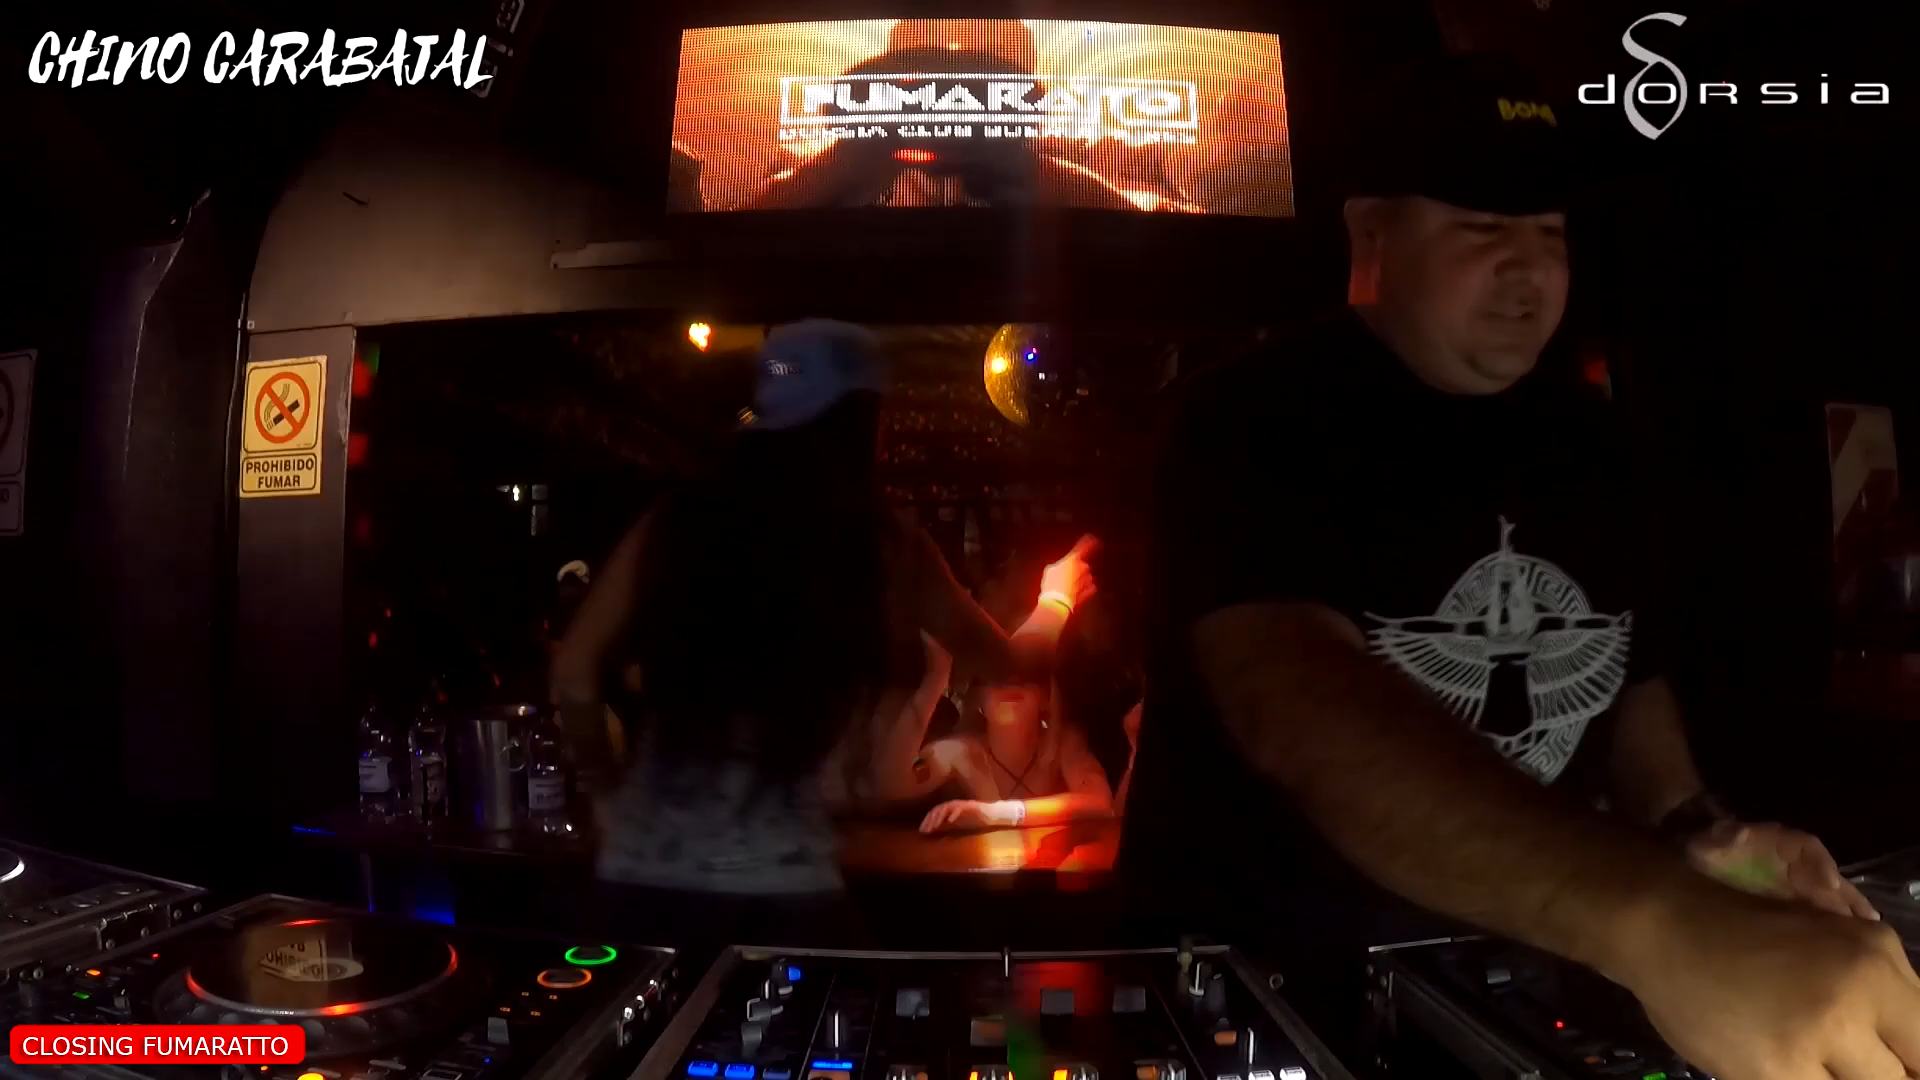 CHINO CARABAJAL
dorsia
FUMARATTO
PROHIBIDO
FUMAR
CLOSING FUMARATTO